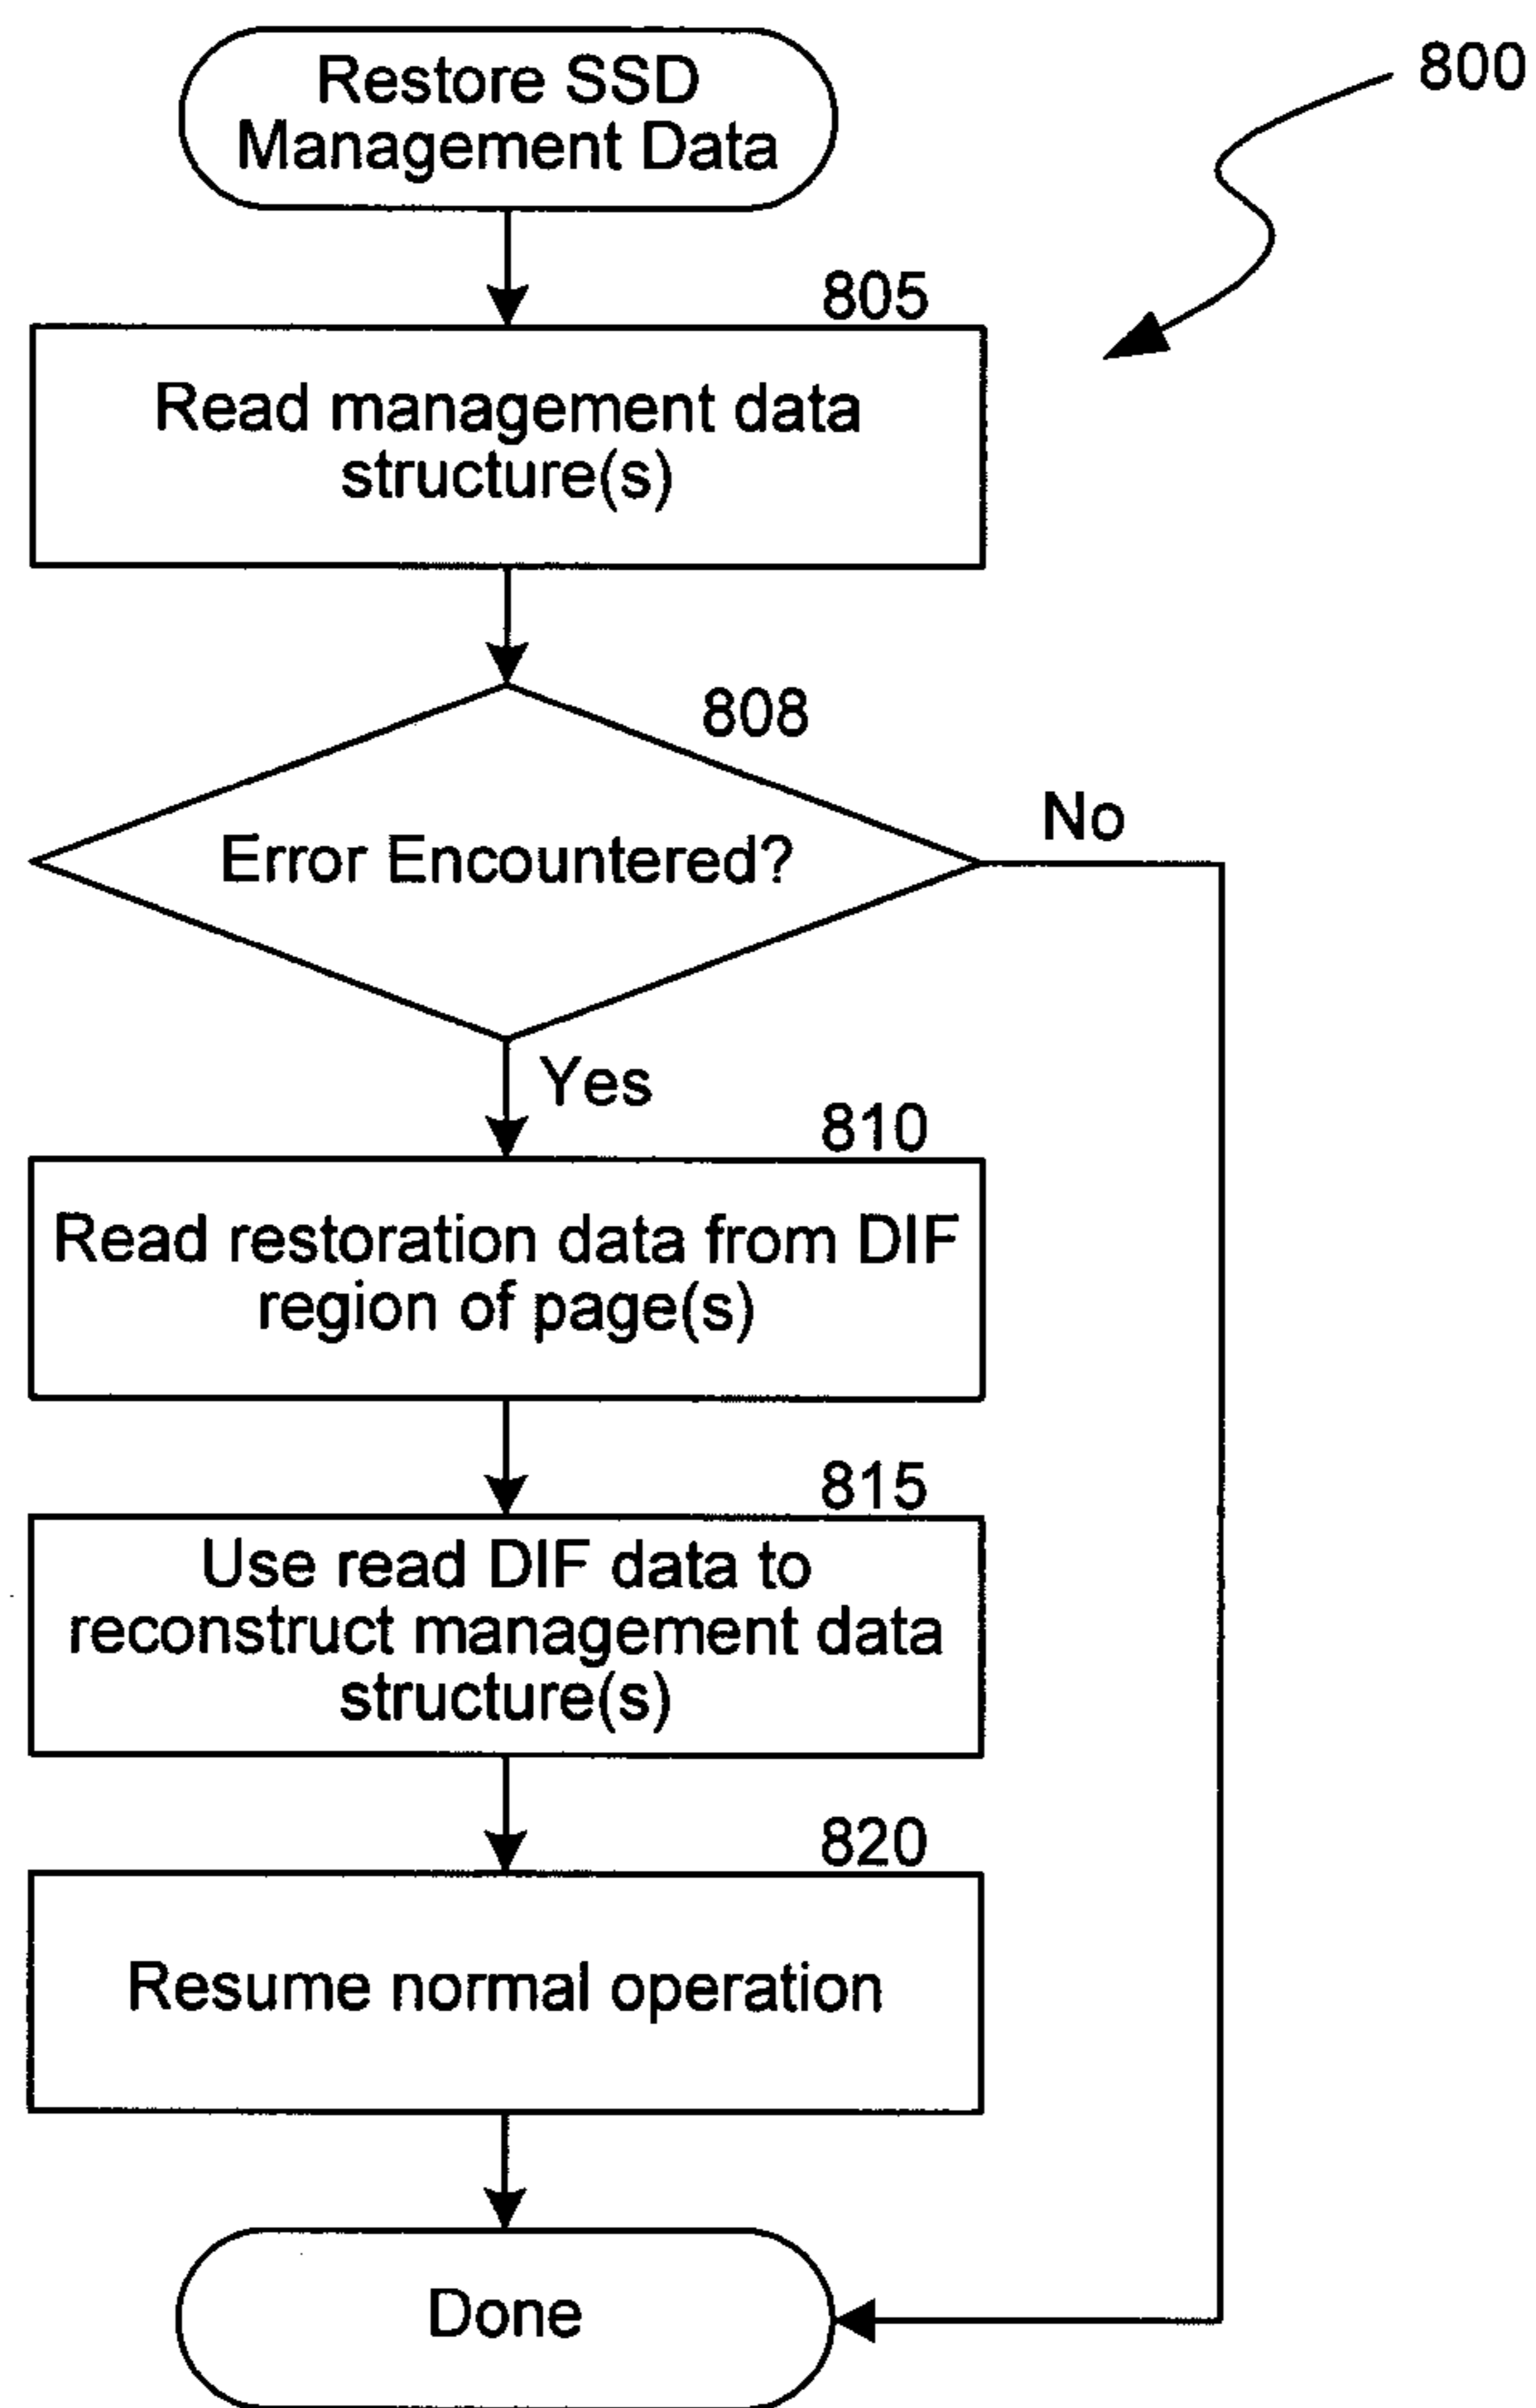 Restore SSD
Management Data
800
805
Read management data
structure(s)
808
Error Encountered?
No
Yes
810
Read restoration data from DIF
region of page(s)
815
Use read DIF data to
reconstruct management data
structure(s)
820
Resume normal operation
Done